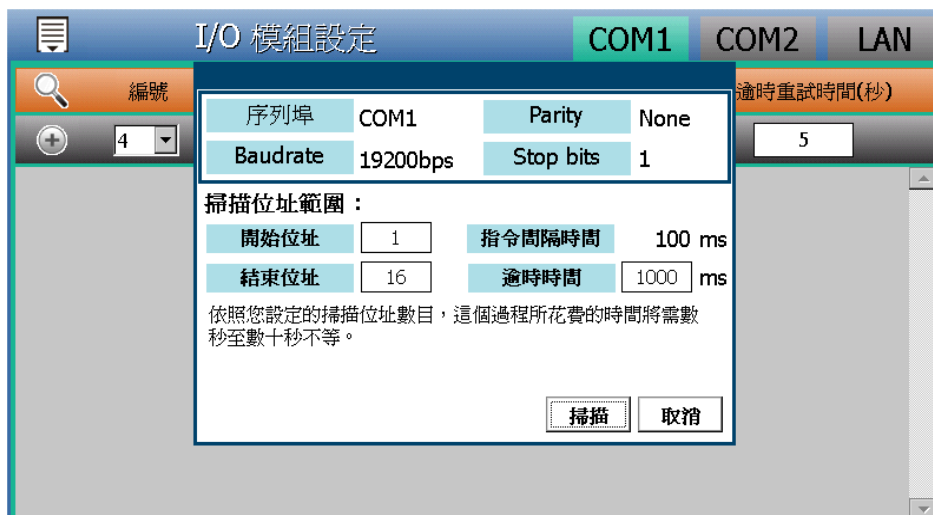 I/O 模組設定 COM1 COM2 LAN
編號 逾時重試時間(秒)
4 5
序列埠 COM1 Parity None
Baudrate 19200bps Stop bits 1
掃描位址範圍：
開始位址 1 指令間隔時間 100 ms
結束位址 16 逾時時間 1000 ms
依照您設定的掃描位址數目，這個過程所花費的時間將需數
秒至數十秒不等。
掃描 取消